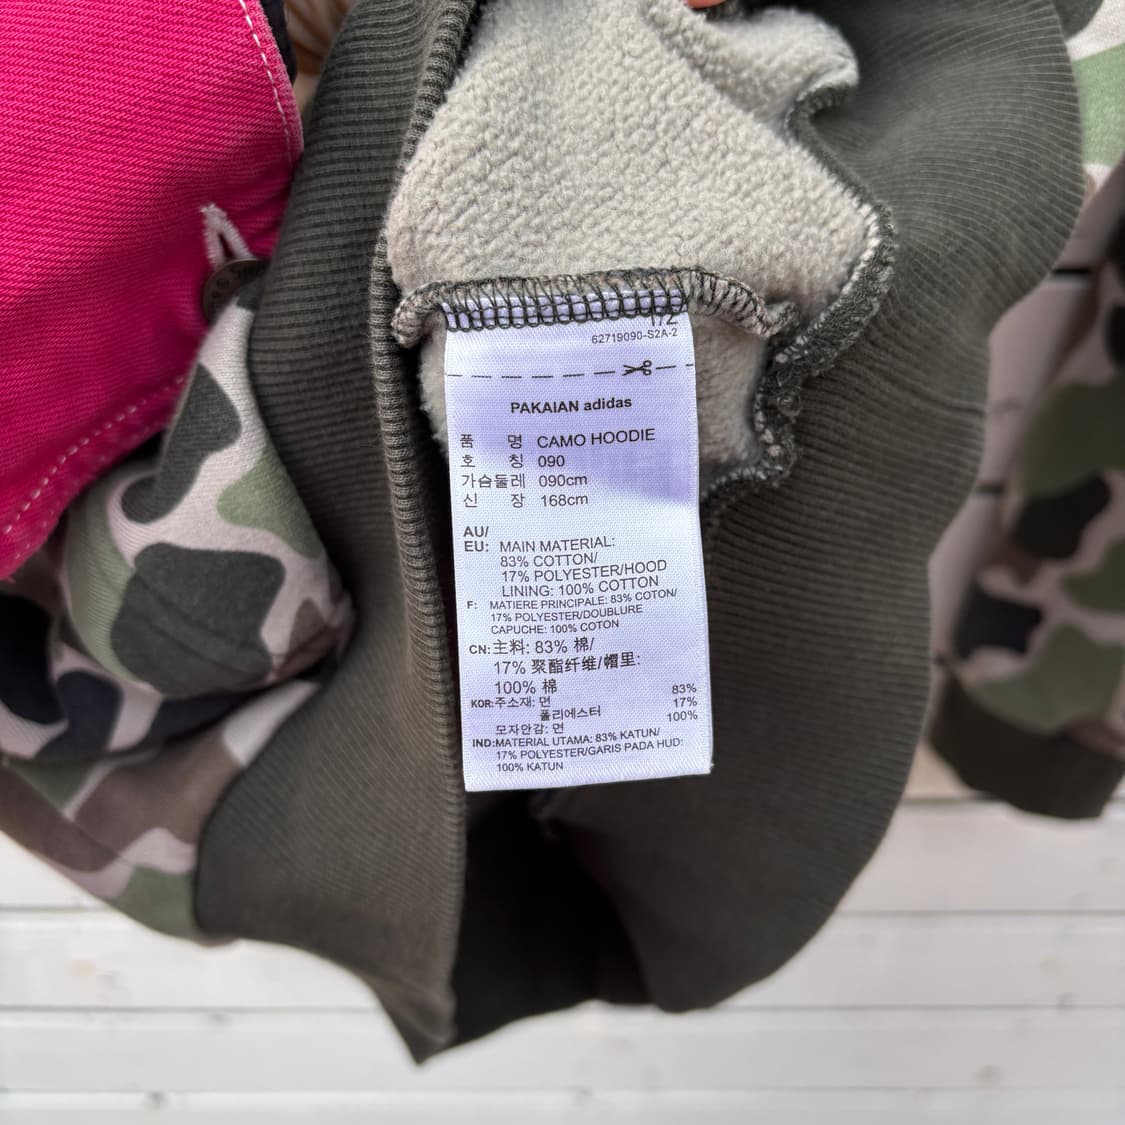 1/2
62719090-S2A-2
PAKAIAN adidas
품 명 CAMO HOODIE
호 칭 090
가슴둘레 090cm
신 장 168cm
AU/
EU: MAIN MATERIAL:
83% COTTON/
17% POLYESTER/HOOD
LINING: 100% COTTON
F: MATIERE PRINCIPALE: 83% COTON/
17% POLYESTER/DOUBLURE
CAPUCHE: 100% COTON
CN:主料: 83% 棉/
17% 聚酯纤维/帽里:
100% 棉
KOR:주소재: 면 83%
폴리에스터 17%
모자안감: 면 100%
IND:MATERIAL UTAMA: 83% KATUN/
17% POLYESTER/GARIS PADA HUD:
100% KATUN